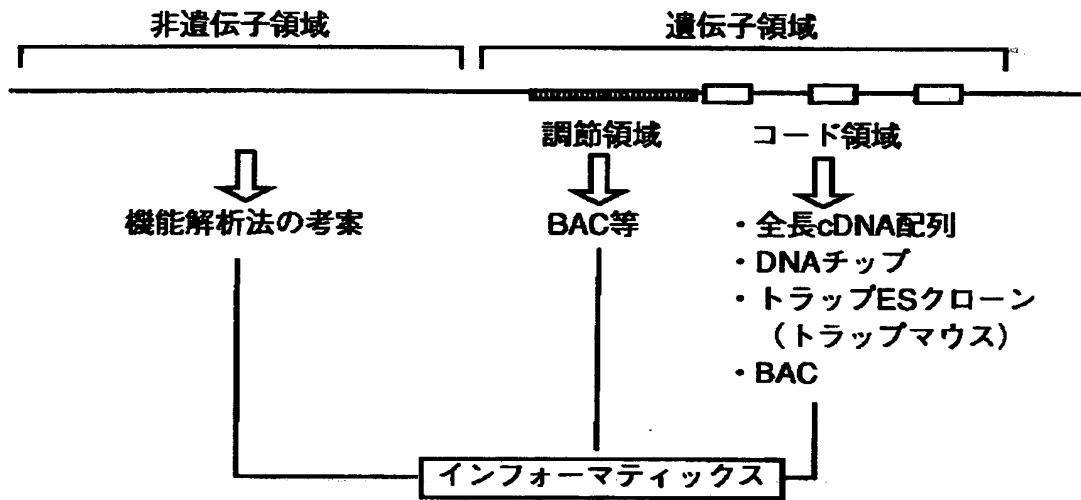 非遺伝子領域
遺伝子領域
調節領域
コード領域
機能解析法の考案
BAC等
・全長cDNA配列
・DNAチップ
・トラップESクローン
（トラップマウス）
・BAC
インフォーマティックス